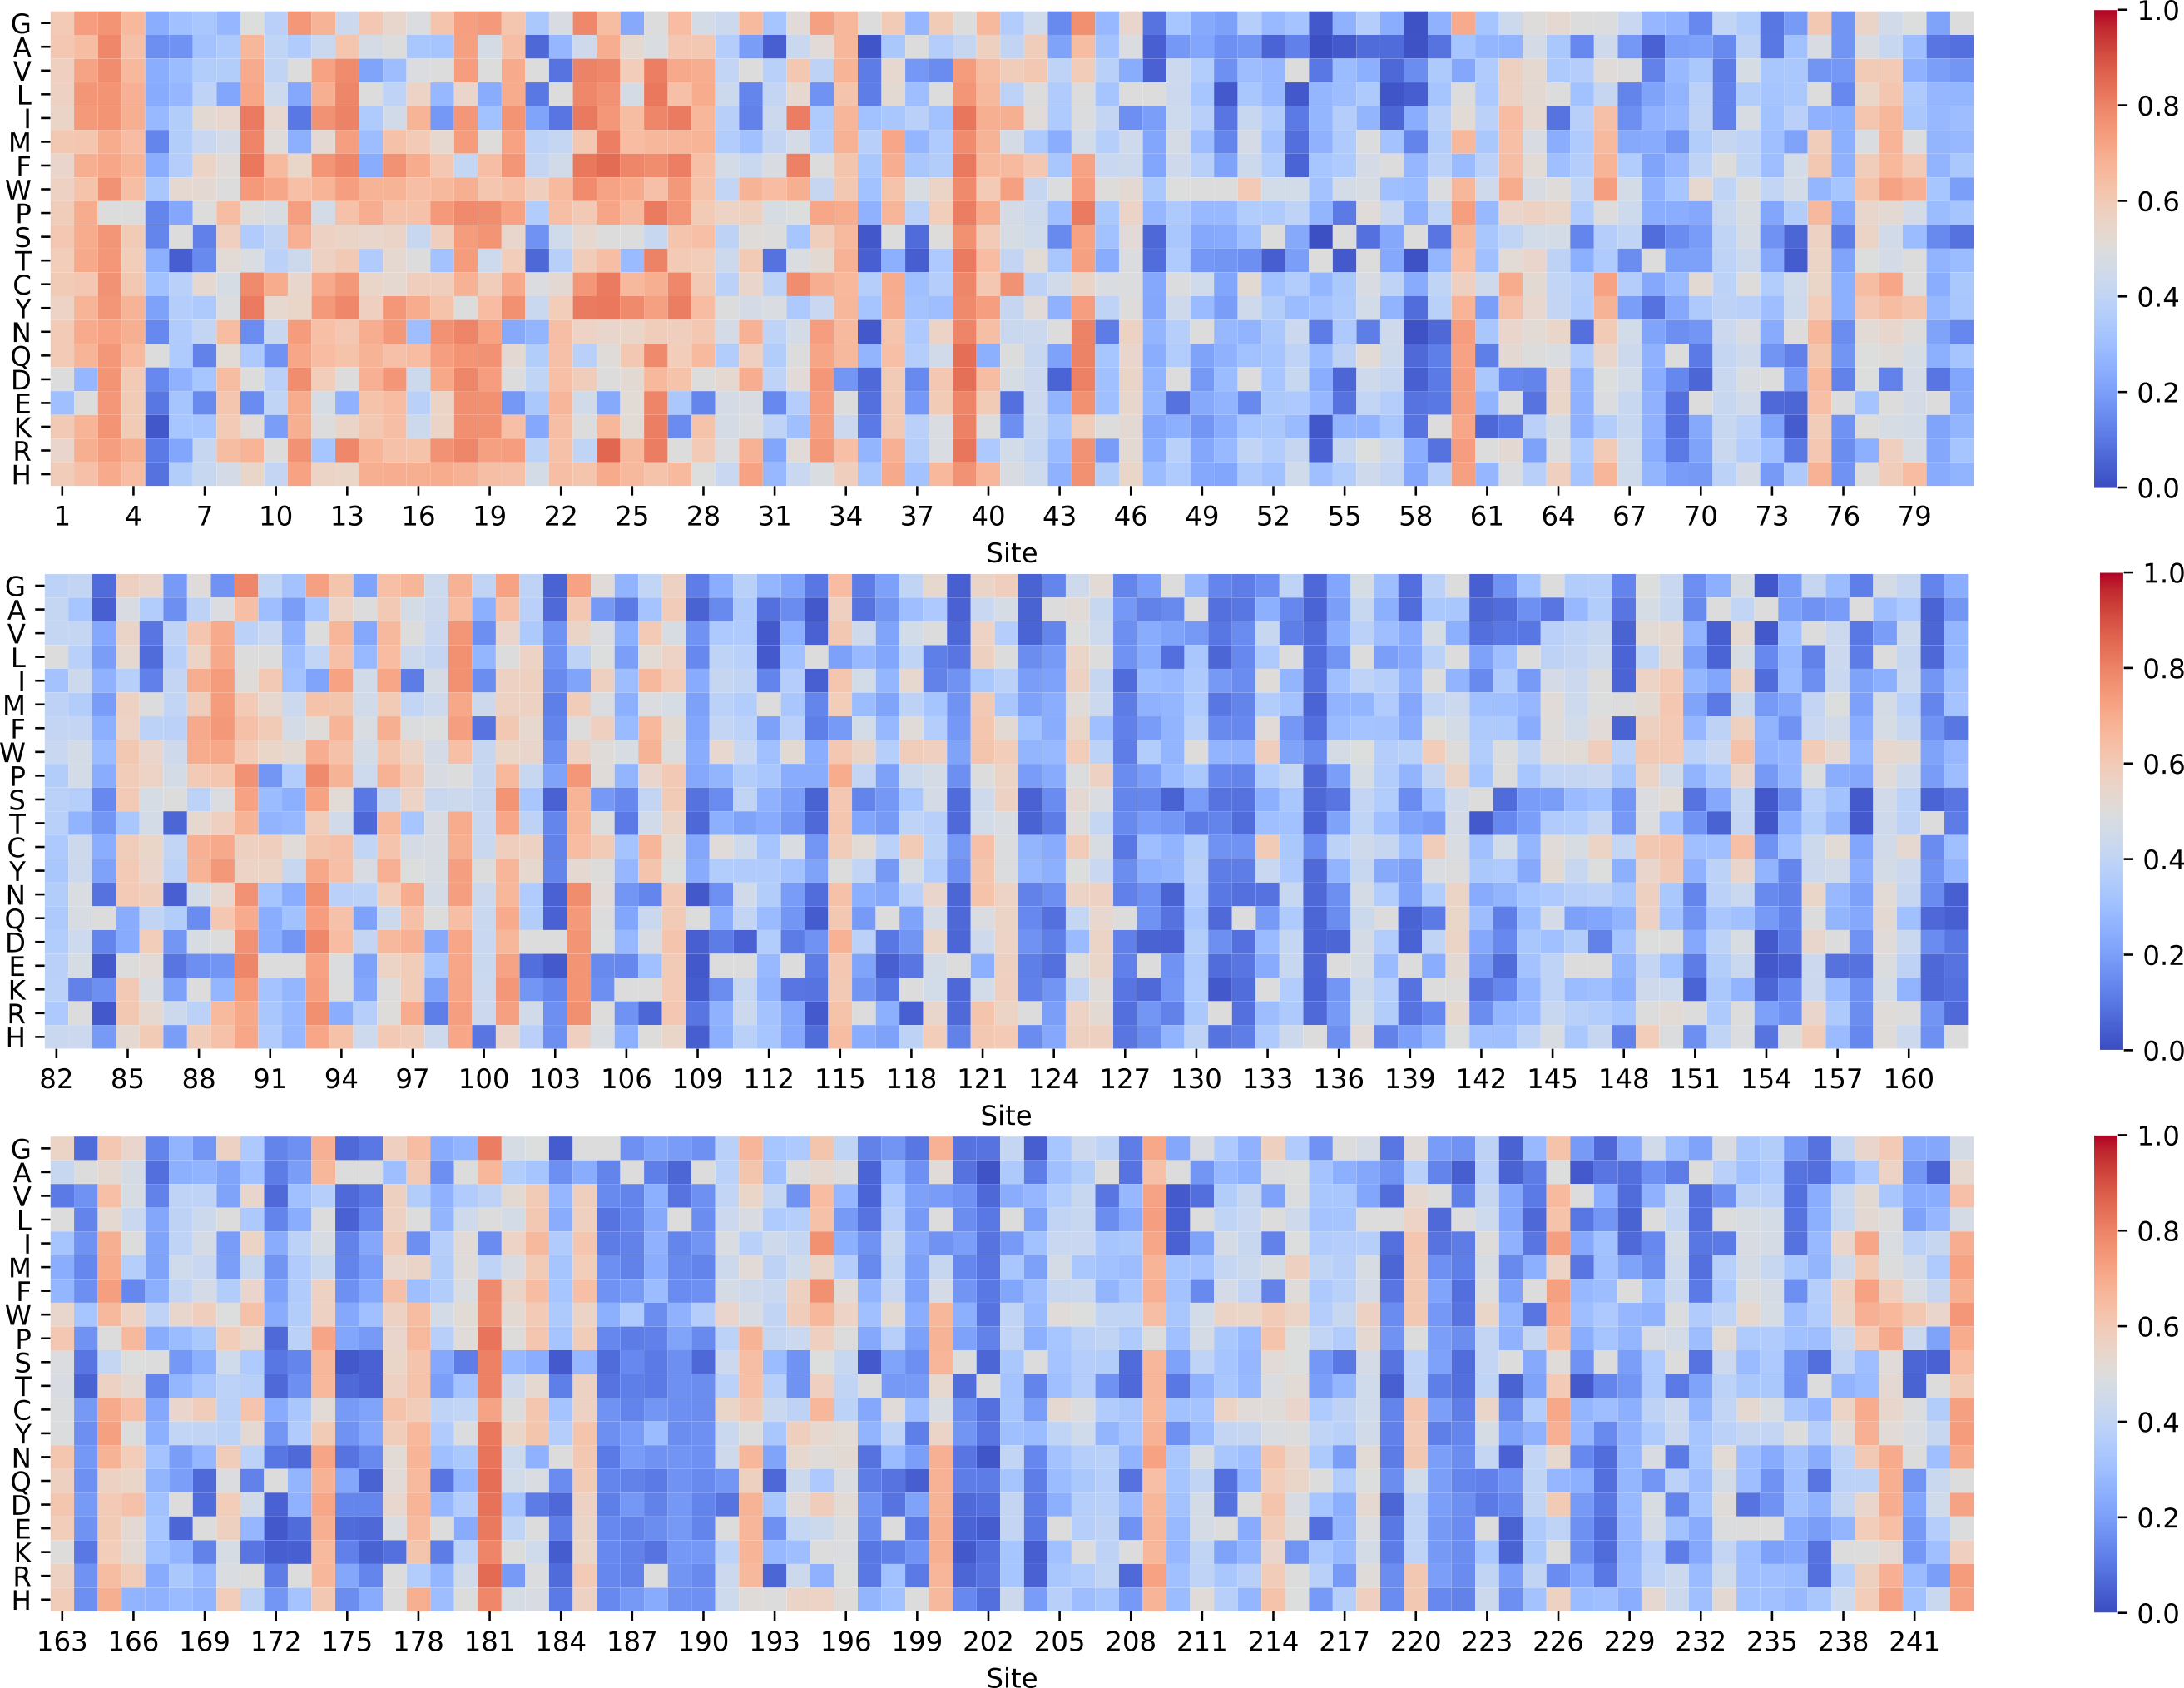 G
A
V
L
I
M
F
W
P
S
T
C
Y
N
Q
D
E
K
R
H
1 4 7 10 13 16 19 22 25 28 31 34 37 40 43 46 49 52 55 58 61 64 67 70 73 76 79
Site
1.0
0.8
0.6
0.4
0.2
0.0
G
A
V
L
I
M
F
W
P
S
T
C
Y
N
Q
D
E
K
R
H
82 85 88 91 94 97 100 103 106 109 112 115 118 121 124 127 130 133 136 139 142 145 148 151 154 157 160
Site
1.0
0.8
0.6
0.4
0.2
0.0
G
A
V
L
I
M
F
W
P
S
T
C
Y
N
Q
D
E
K
R
H
163 166 169 172 175 178 181 184 187 190 193 196 199 202 205 208 211 214 217 220 223 226 229 232 235 238 241
Site
1.0
0.8
0.6
0.4
0.2
0.0